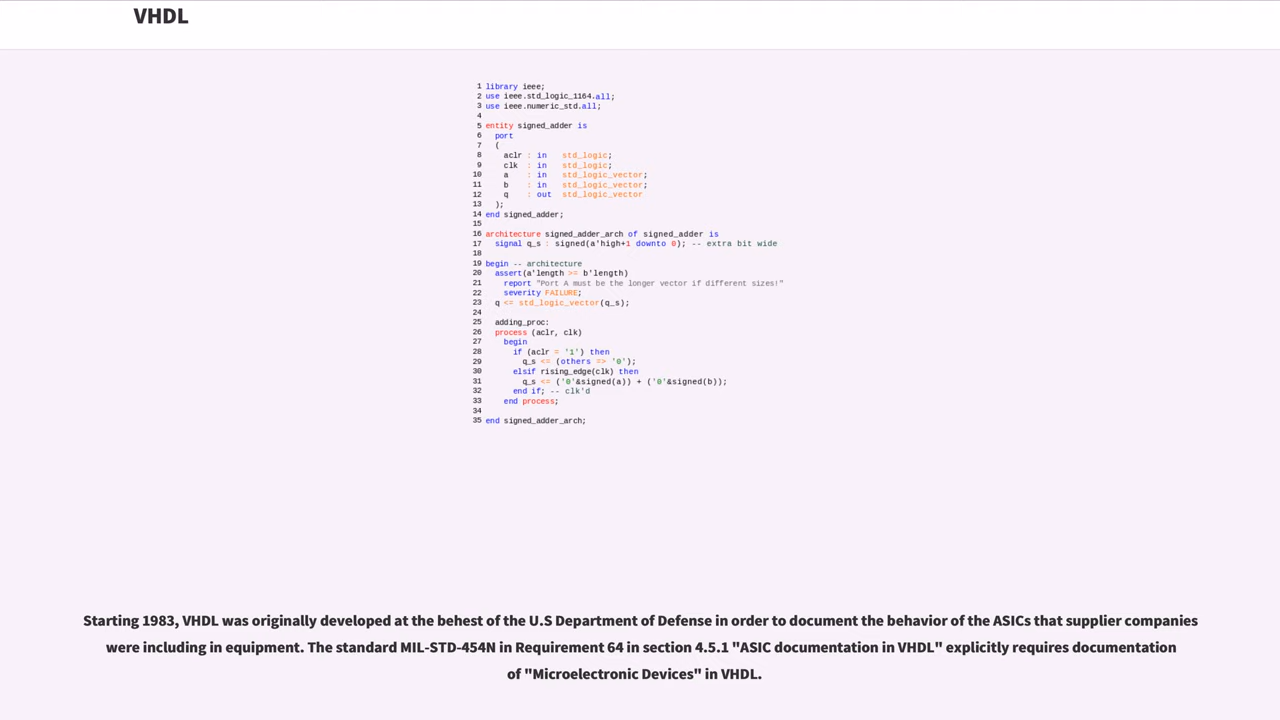 VHDL
1 library ieee;
2 use ieee.std_logic_1164.all;
3 use ieee.numeric_std.all;
4
5 entity signed_adder is
6   port
7   (
8     aclr : in   std_logic;
9     clk  : in   std_logic;
10     a    : in   std_logic_vector;
11     b    : in   std_logic_vector;
12     q    : out  std_logic_vector
13   );
14 end signed_adder;
15
16 architecture signed_adder_arch of signed_adder is
17   signal q_s : signed(a'high+1 downto 0); -- extra bit wide
18
19 begin -- architecture
20   assert(a'length >= b'length)
21     report "Port A must be the longer vector if different sizes!"
22     severity FAILURE;
23   q <= std_logic_vector(q_s);
24
25   adding_proc:
26   process (aclr, clk)
27     begin
28       if (aclr = '1') then
29         q_s <= (others => '0');
30       elsif rising_edge(clk) then
31         q_s <= ('0'&signed(a)) + ('0'&signed(b));
32       end if; -- clk'd
33     end process;
34
35 end signed_adder_arch;
Starting 1983, VHDL was originally developed at the behest of the U.S Department of Defense in order to document the behavior of the ASICs that supplier companies
were including in equipment. The standard MIL-STD-454N in Requirement 64 in section 4.5.1 "ASIC documentation in VHDL" explicitly requires documentation
of "Microelectronic Devices" in VHDL.